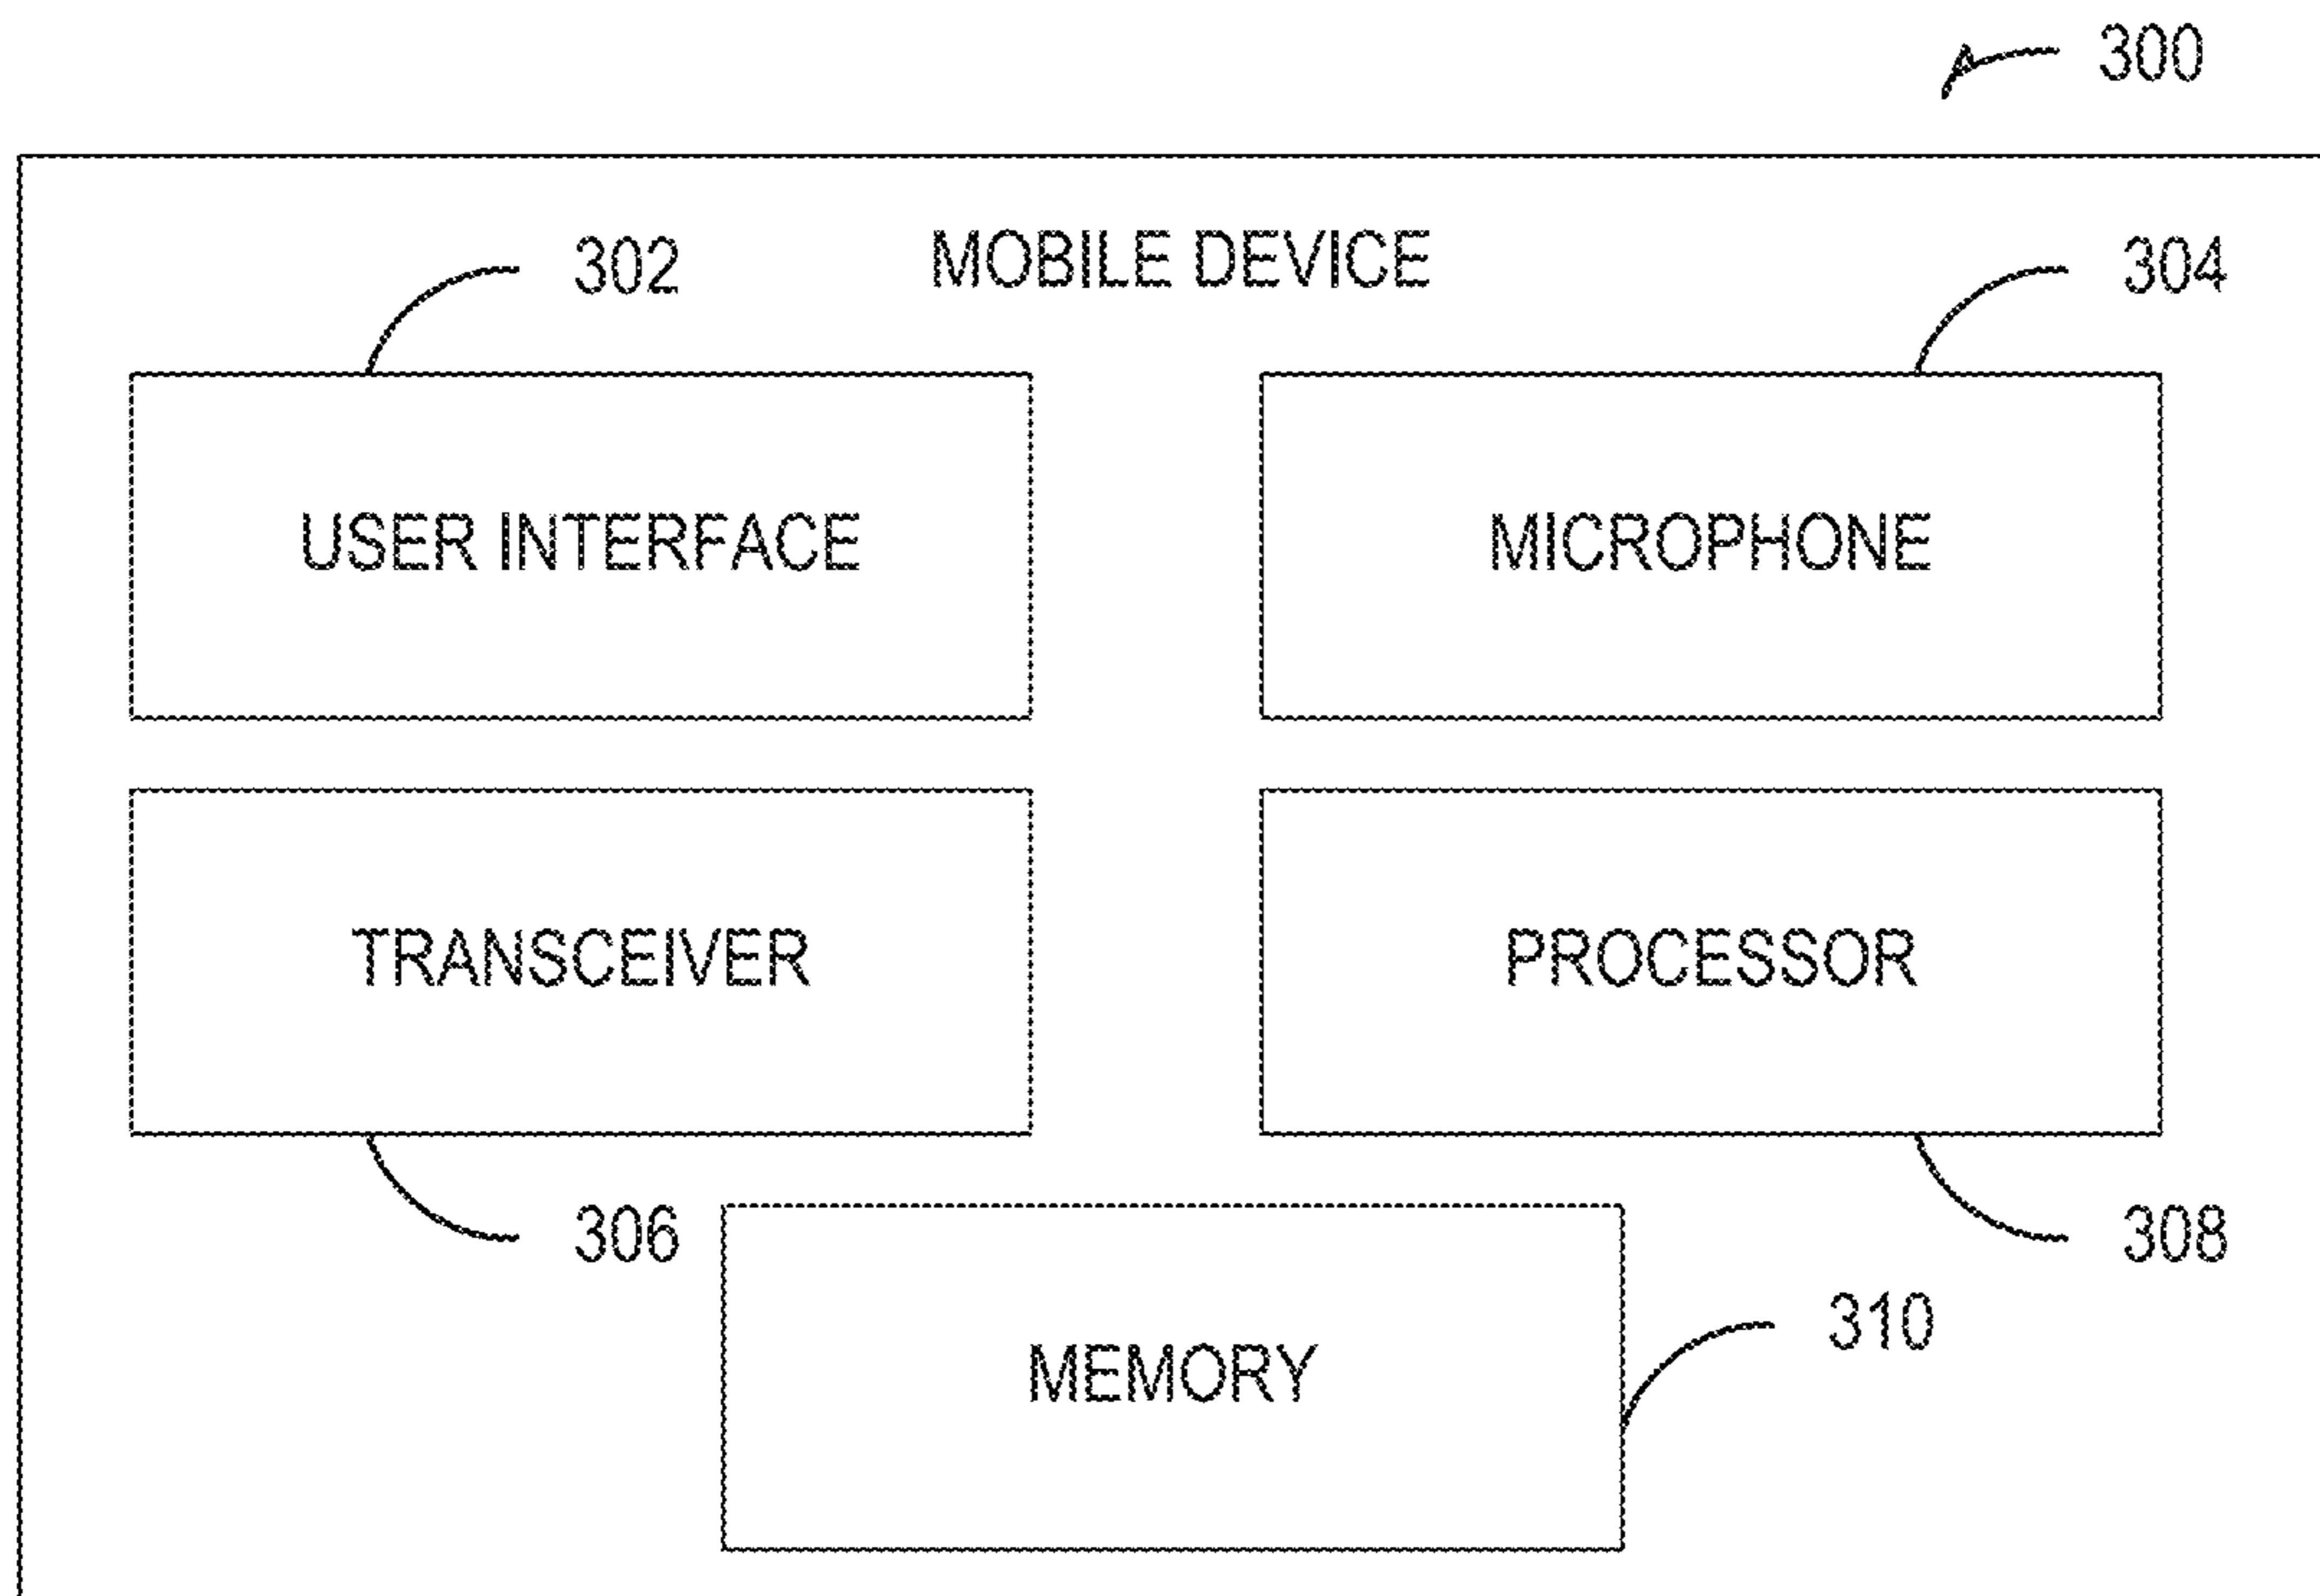 300
MOBILE DEVICE
302
304
USER INTERFACE
MICROPHONE
TRANSCEIVER
PROCESSOR
306
308
310
MEMORY